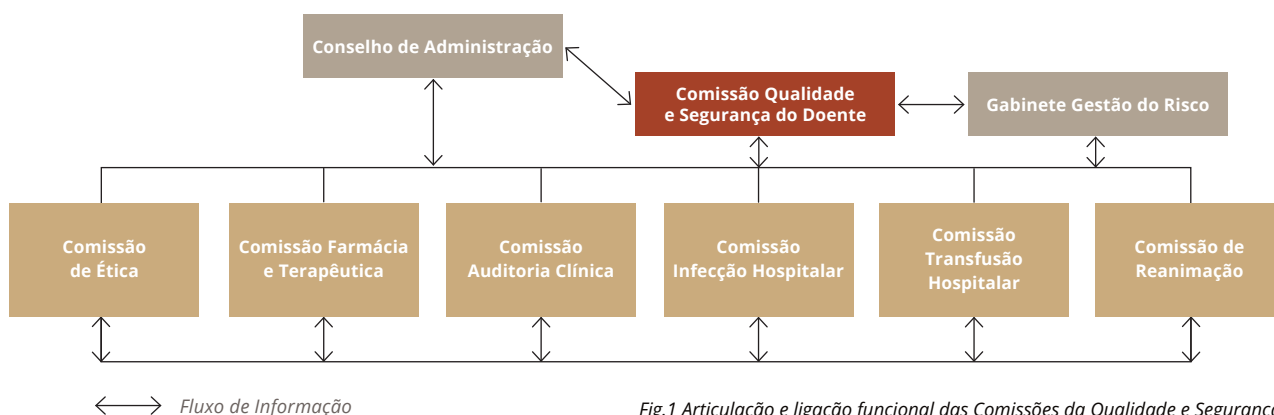 Conselho de Administração
Comissão Qualidade
e Segurança do Doente
Gabinete Gestão do Risco
Comissão
de Ética
Comissão Farmácia
e Terapêutica
Comissão
Auditoria Clínica
Comissão
Infecção Hospitalar
Comissão
Transfusão
Hospitalar
Comissão de
Reanimação
Fluxo de Informação
Fig.1 Articulação e ligação funcional das Comissões da Qualidade e Seguranç